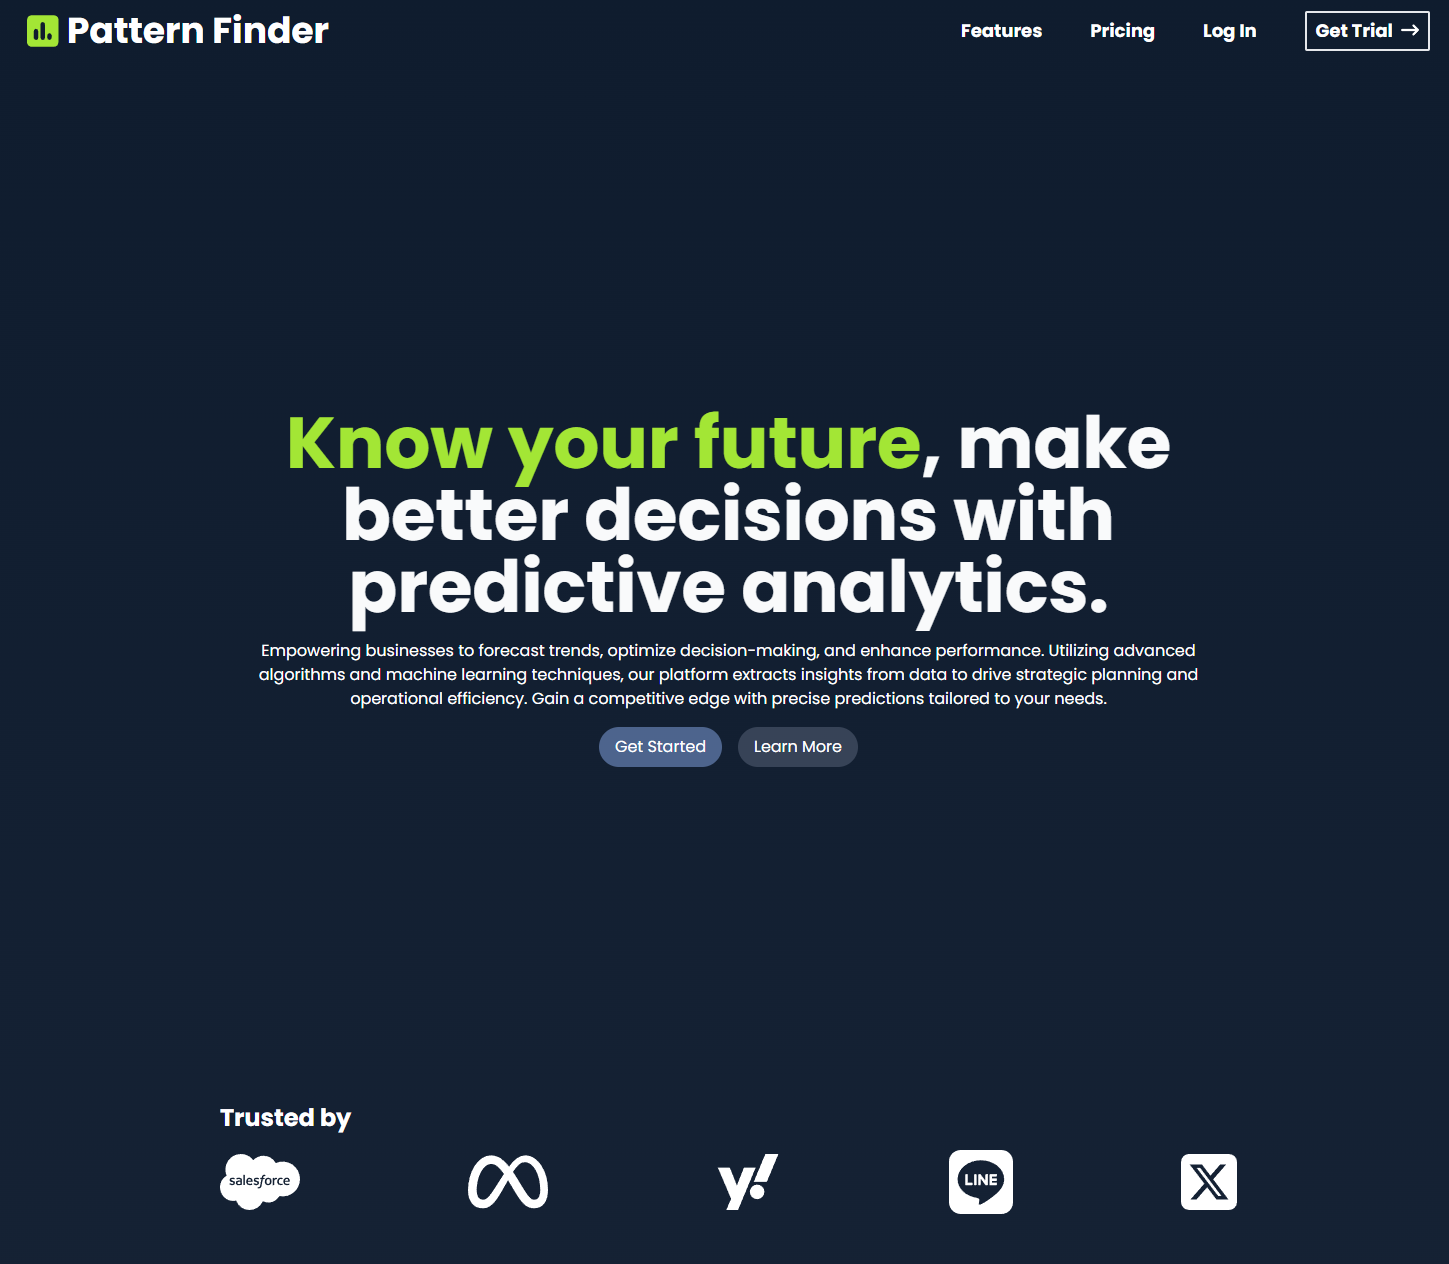 Pattern Finder
Features
Pricing
Log In
Get Trial →
Know your future, make
better decisions with
predictive analytics.
Empowering businesses to forecast trends, optimize decision-making, and enhance performance. Utilizing advanced
algorithms and machine learning techniques, our platform extracts insights from data to drive strategic planning and
operational efficiency. Gain a competitive edge with precise predictions tailored to your needs.
Get Started
Learn More
Trusted by
salesforce
y!
LINE
X